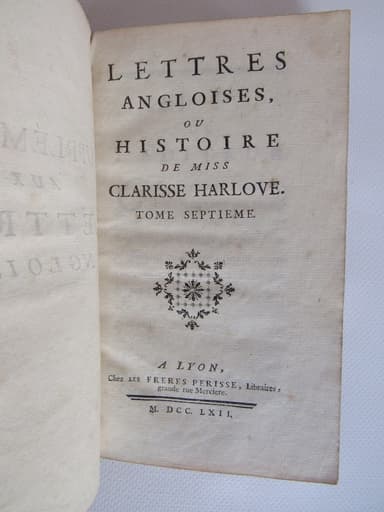 LETTRES
ANGLOISES,
OU
HISTOIRE
DE MISS
CLARISSE HARLOVE.
TOME SEPTIEME.
A LYON,
Chez LES FRERES PERISSE, Libraires,
grande rue Merciere.
M. DCC. LXII.